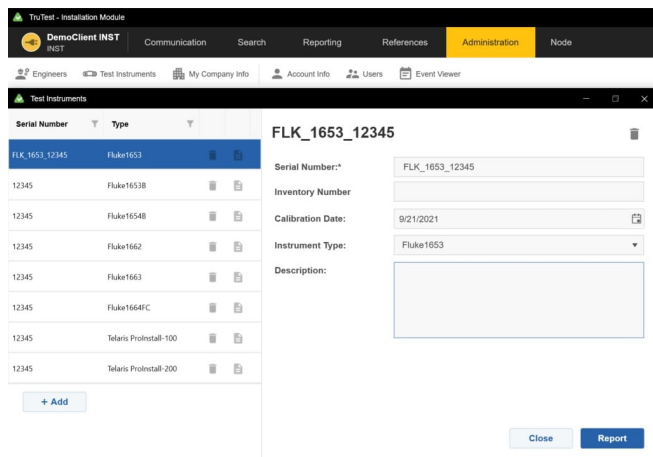 TruTest - Installation Module
DemoClient INST
INST
Communication
Search
Reporting
References
Administration
Node
Engineers
Test Instruments
My Company Info
Account Info
Users
Event Viewer
Test Instruments
Serial Number
Type
FLK_1653_12345
Fluke1653
12345
Fluke1653B
12345
Fluke1654B
12345
Fluke1662
12345
Fluke1663
12345
Fluke1664FC
12345
Telaris ProInstall-100
12345
Telaris ProInstall-200
+ Add
FLK_1653_12345
Serial Number:*
FLK_1653_12345
Inventory Number
Calibration Date:
9/21/2021
Instrument Type:
Fluke1653
Description:
Close
Report